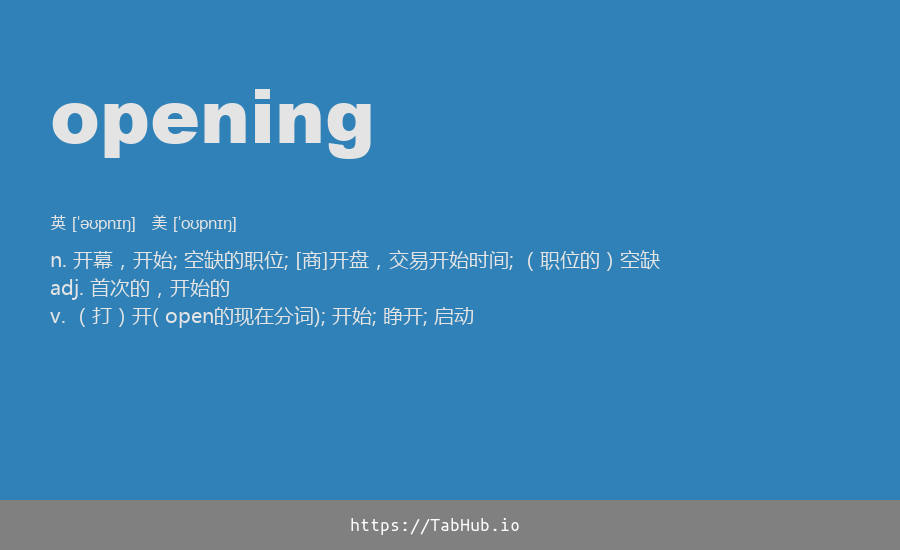 opening
英 ['əʊpnɪŋ] 美 ['oʊpnɪŋ]
n. 开幕，开始; 空缺的职位; [商]开盘，交易开始时间; （职位的）空缺
adj. 首次的，开始的
v. （打）开( open的现在分词); 开始; 睁开; 启动
https://TabHub.io